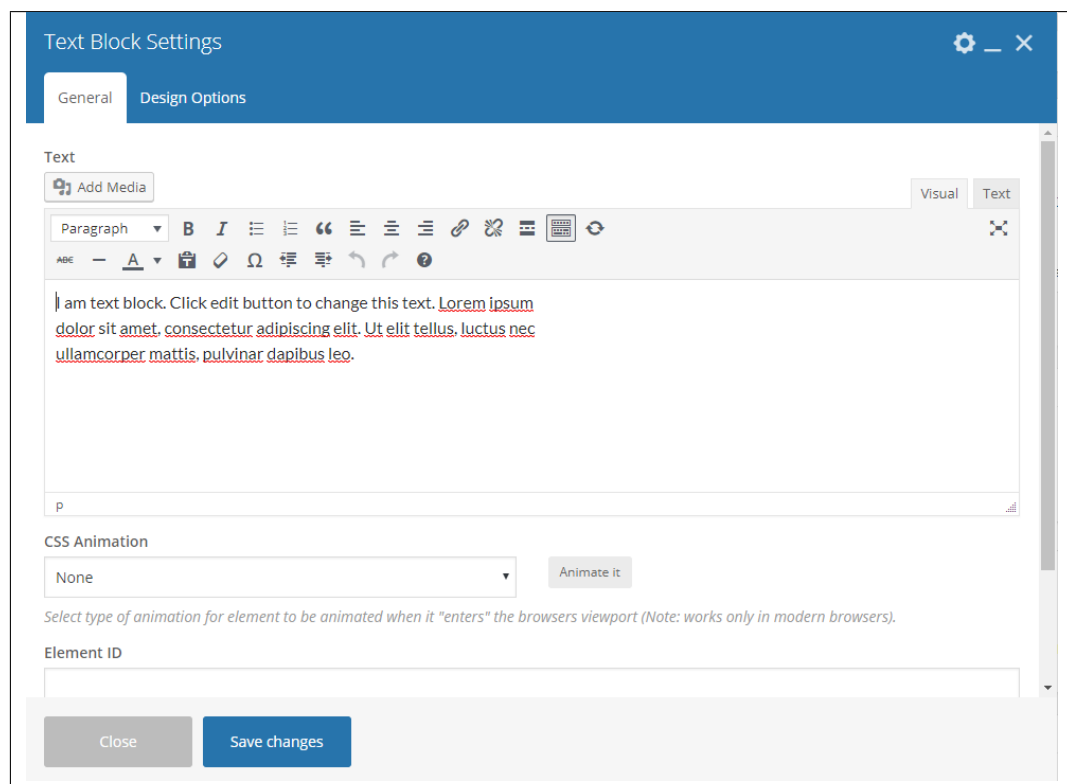 Text Block Settings
General Design Options
Text
Add Media
Visual Text
Paragraph B I
ABC A Ω
I am text block. Click edit button to change this text. Lorem ipsum
dolor sit amet, consectetur adipiscing elit. Ut elit tellus, luctus nec
ullamcorper mattis, pulvinar dapibus leo.
p
CSS Animation
None Animate it
Select type of animation for element to be animated when it "enters" the browsers viewport (Note: works only in modern browsers).
Element ID
Close Save changes